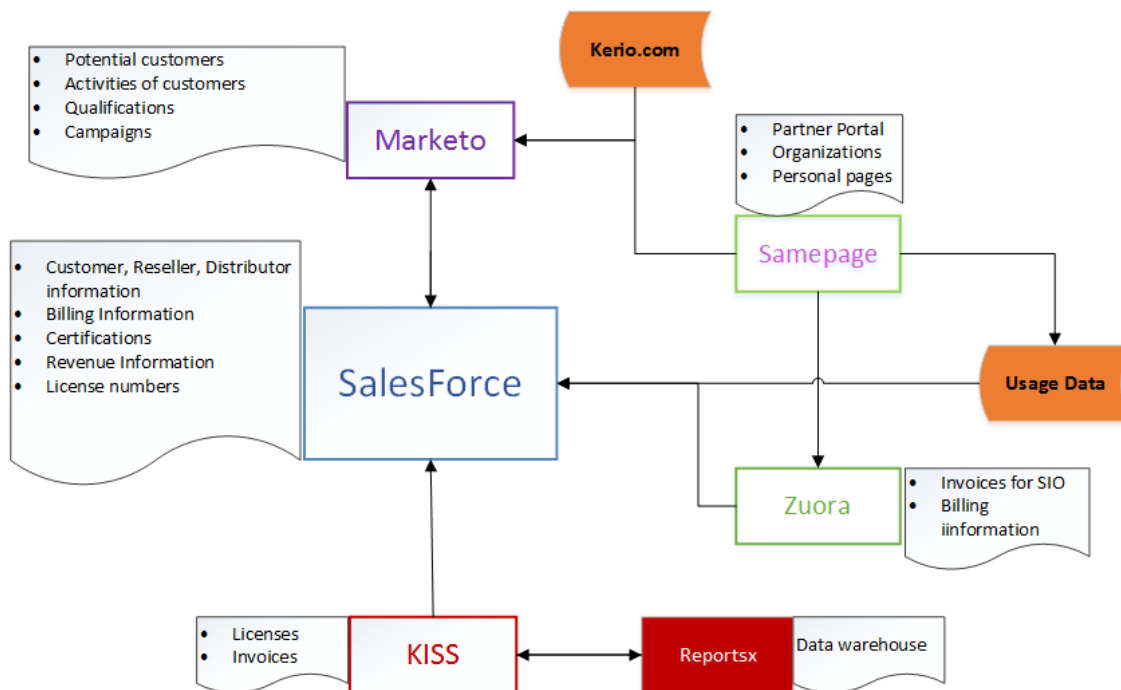 Kerio.com
• Potential customers
• Activities of customers
• Qualifications
• Campaigns
Marketo
• Partner Portal
• Organizations
• Personal pages
Samepage
• Customer, Reseller, Distributor
information
• Billing Information
• Certifications
• Revenue Information
• License numbers
SalesForce
Usage Data
Zuora
• Invoices for SIO
• Billing
iinformation
• Licenses
• Invoices
KISS
Reportsx
Data warehouse